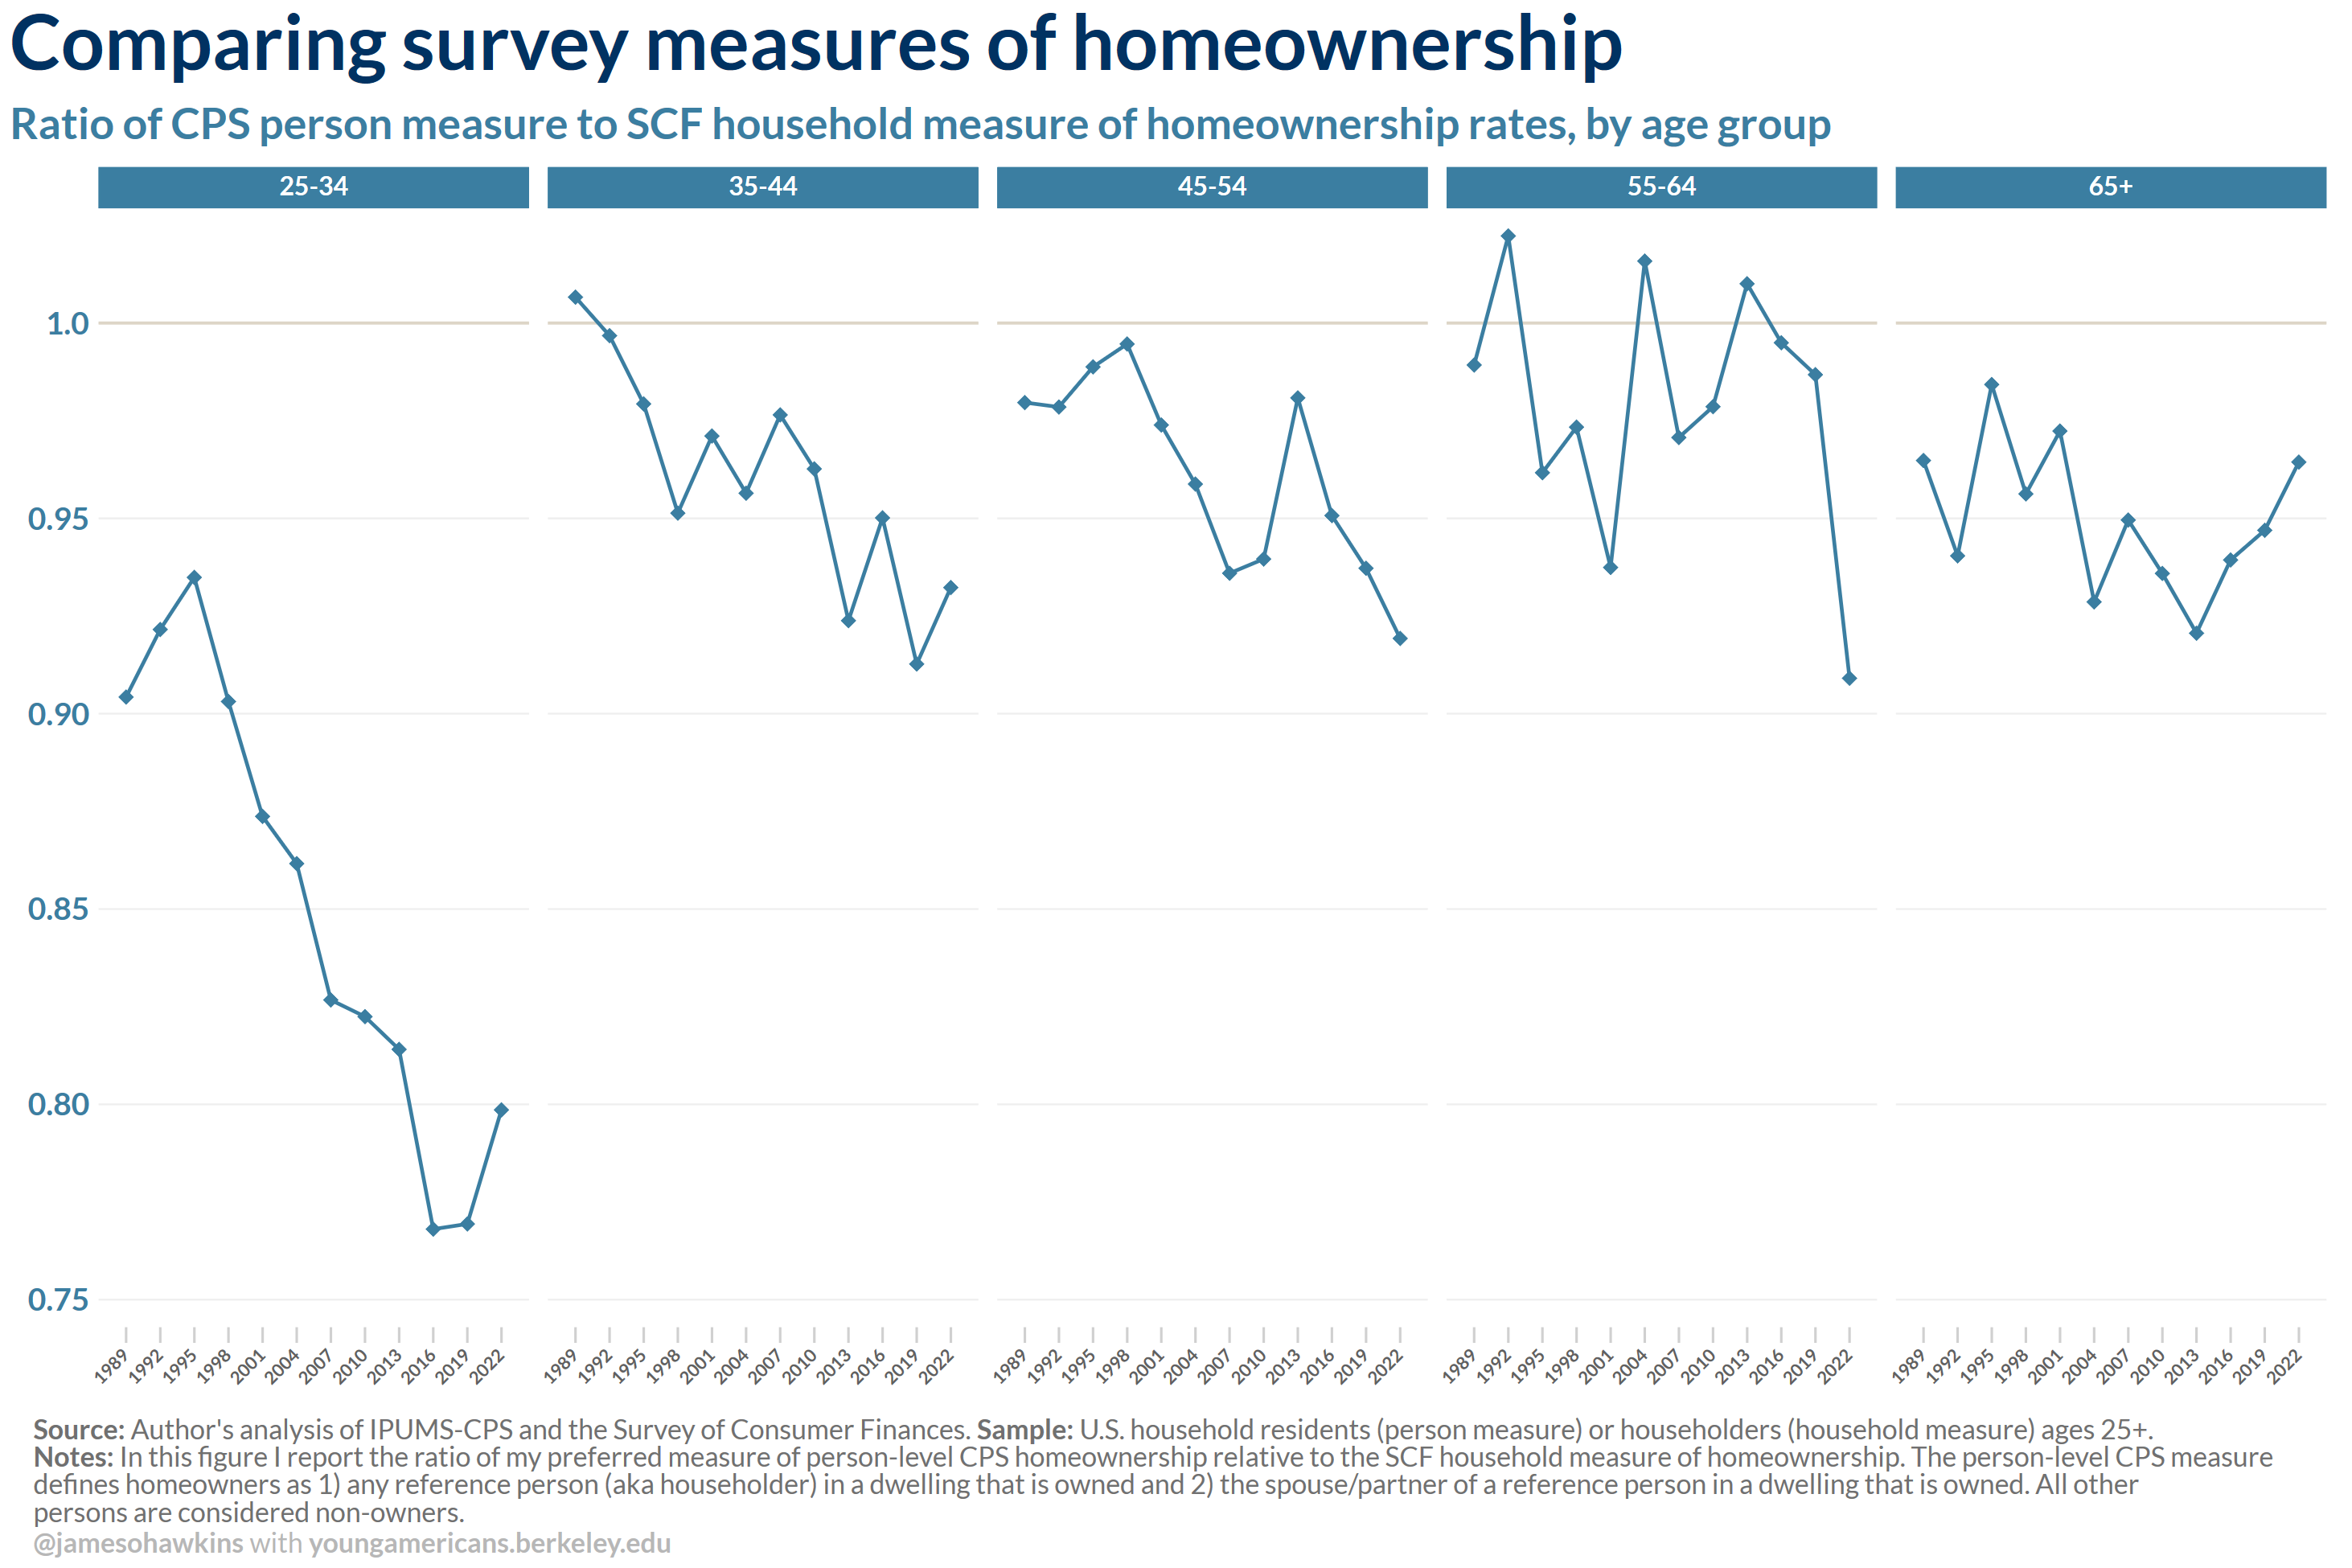 Comparing survey measures of homeownership
Ratio of CPS person measure to SCF household measure of homeownership rates, by age group
25-34 35-44 45-54 55-64 65+
1.0
0.95
0.90
0.85
0.80
0.75
1989 1992 1995 1998 2001 2004 2007 2010 2013 2016 2019 2022 1989 1992 1995 1998 2001 2004 2007 2010 2013 2016 2019 2022 1989 1992 1995 1998 2001 2004 2007 2010 2013 2016 2019 2022 1989 1992 1995 1998 2001 2004 2007 2010 2013 2016 2019 2022 1989 1992 1995 1998 2001 2004 2007 2010 2013 2016 2019 2022
Source: Author's analysis of IPUMS-CPS and the Survey of Consumer Finances. Sample: U.S. household residents (person measure) or householders (household measure) ages 25+.
Notes: In this figure I report the ratio of my preferred measure of person-level CPS homeownership relative to the SCF household measure of homeownership. The person-level CPS measure
defines homeowners as 1) any reference person (aka householder) in a dwelling that is owned and 2) the spouse/partner of a reference person in a dwelling that is owned. All other
persons are considered non-owners.
@jamesohawkins with youngamericans.berkeley.edu